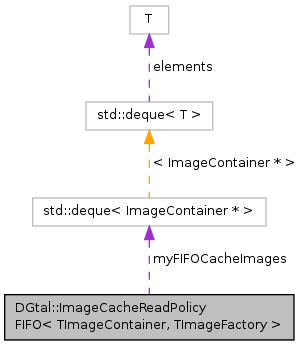 T
elements
std::deque< T >
< ImageContainer * >
std::deque< ImageContainer * >
myFIFOCacheImages
DGtal::ImageCacheReadPolicy
FIFO< TImageContainer, TImageFactory >